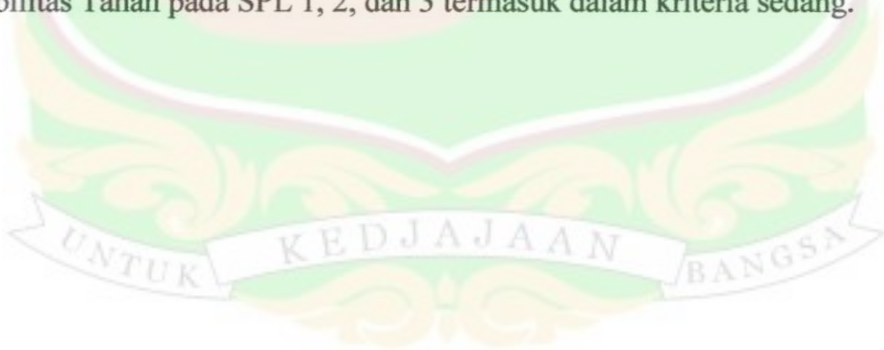 Tanah pada SPL 1, 2, dan 3 termasuk dalam kriteria sedang.
UNTUK KEDJAJAAN BANGSA